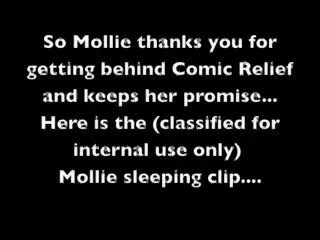 So Mollie thanks you for
getting behind Comic Relief
and keeps her promise...
Here is the (classified for
internal use only)
Mollie sleeping clip....